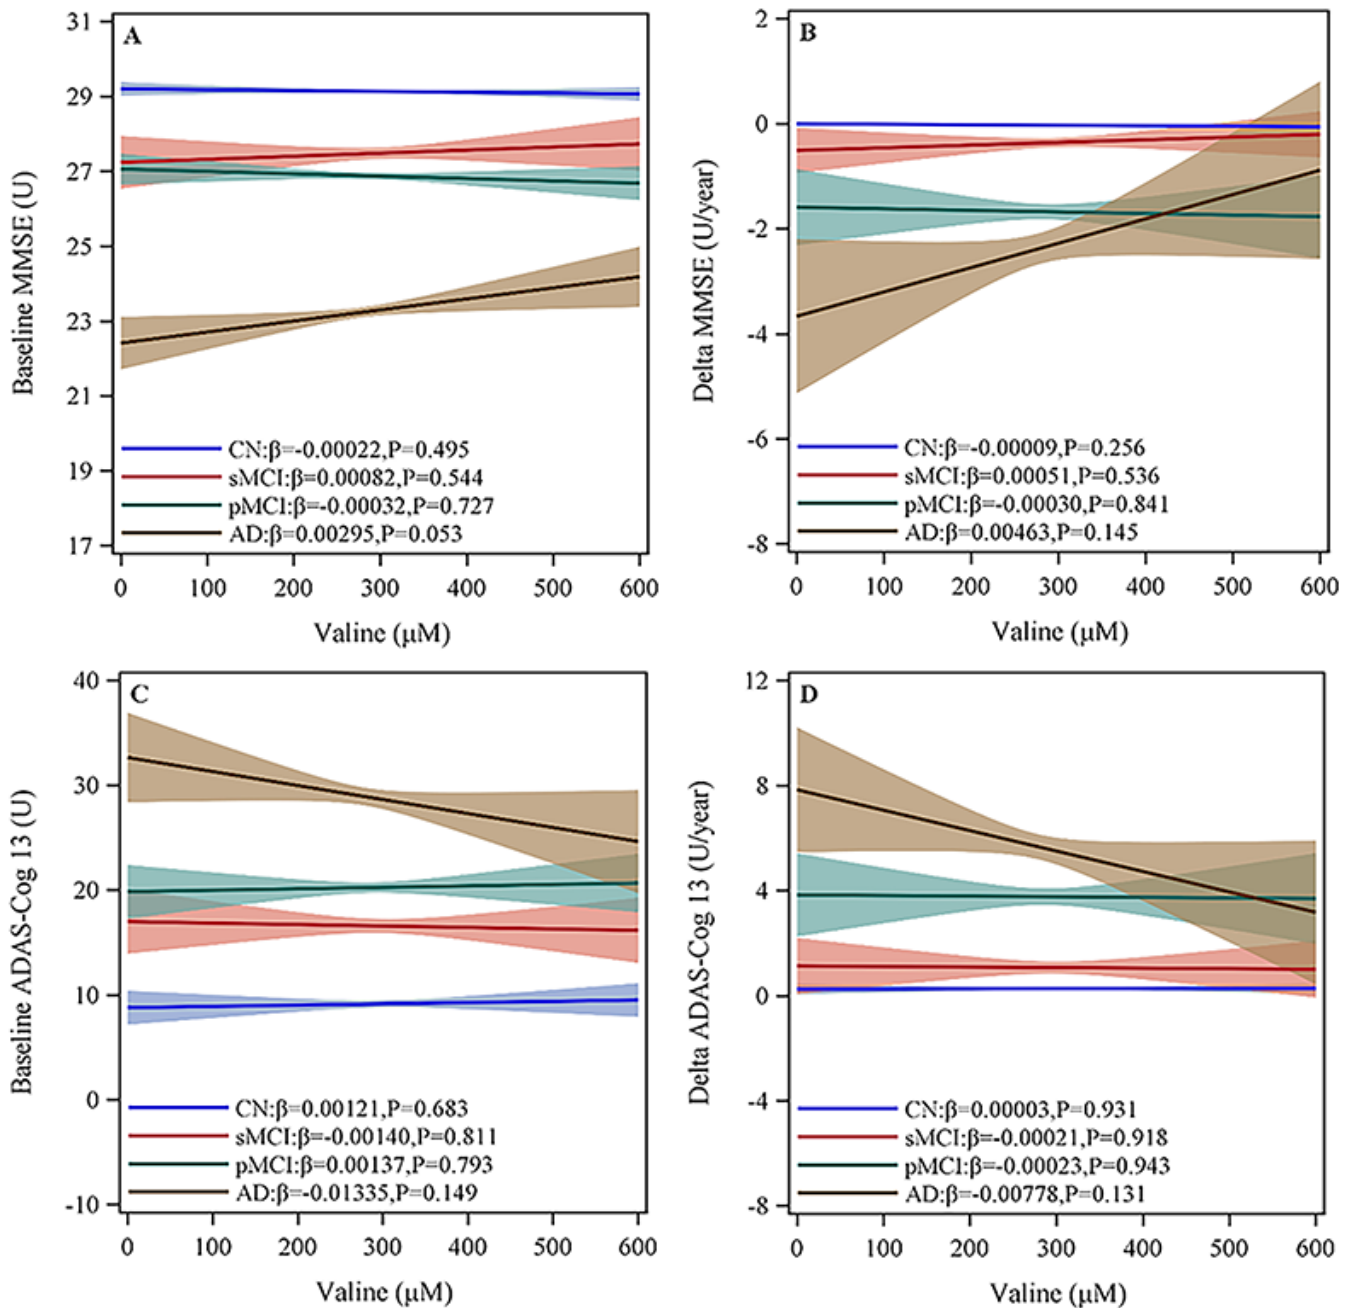 A
Baseline MMSE (U)
31
29
27
25
23
21
19
17
CN:β=-0.00022,P=0.495
sMCI:β=0.00082,P=0.544
pMCI:β=-0.00032,P=0.727
AD:β=0.00295,P=0.053
0 100 200 300 400 500 600
Valine (μM)
B
Delta MMSE (U/year)
2
0
-2
-4
-6
-8
CN:β=-0.00009,P=0.256
sMCI:β=0.00051,P=0.536
pMCI:β=-0.00030,P=0.841
AD:β=0.00463,P=0.145
0 100 200 300 400 500 600
Valine (μM)
C
Baseline ADAS-Cog 13 (U)
40
30
20
10
0
-10
CN:β=0.00121,P=0.683
sMCI:β=-0.00140,P=0.811
pMCI:β=0.00137,P=0.793
AD:β=-0.01335,P=0.149
0 100 200 300 400 500 600
Valine (μM)
D
Delta ADAS-Cog 13 (U/year)
12
8
4
0
-4
-8
CN:β=0.00003,P=0.931
sMCI:β=-0.00021,P=0.918
pMCI:β=-0.00023,P=0.943
AD:β=-0.00778,P=0.131
0 100 200 300 400 500 600
Valine (μM)